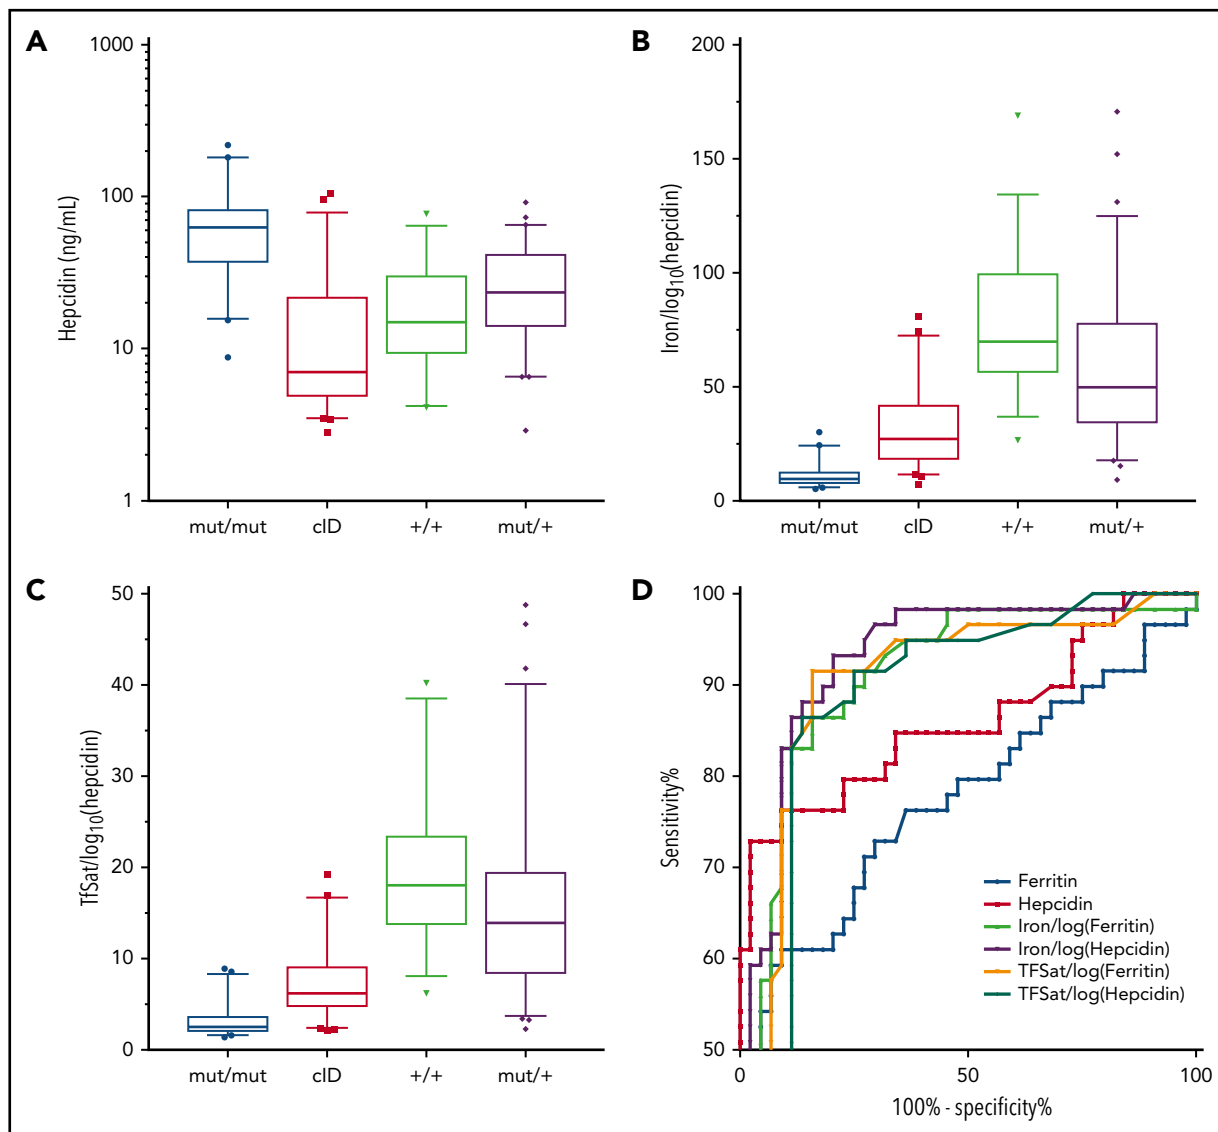 A
1000
100
10
1
Hepcidin (ng/mL)
mut/mut
cID
+/+
mut/+
B
200
150
100
50
0
Iron/log10(hepcidin)
mut/mut
cID
+/+
mut/+
C
50
40
30
20
10
0
TfSat/log10(hepcidin)
mut/mut
cID
+/+
mut/+
D
100
90
80
70
60
50
Sensitivity%
Ferritin
Hepcidin
Iron/log(Ferritin)
Iron/log(Hepcidin)
TFSat/log(Ferritin)
TFSat/log(Hepcidin)
0
50
100
100% - specificity%